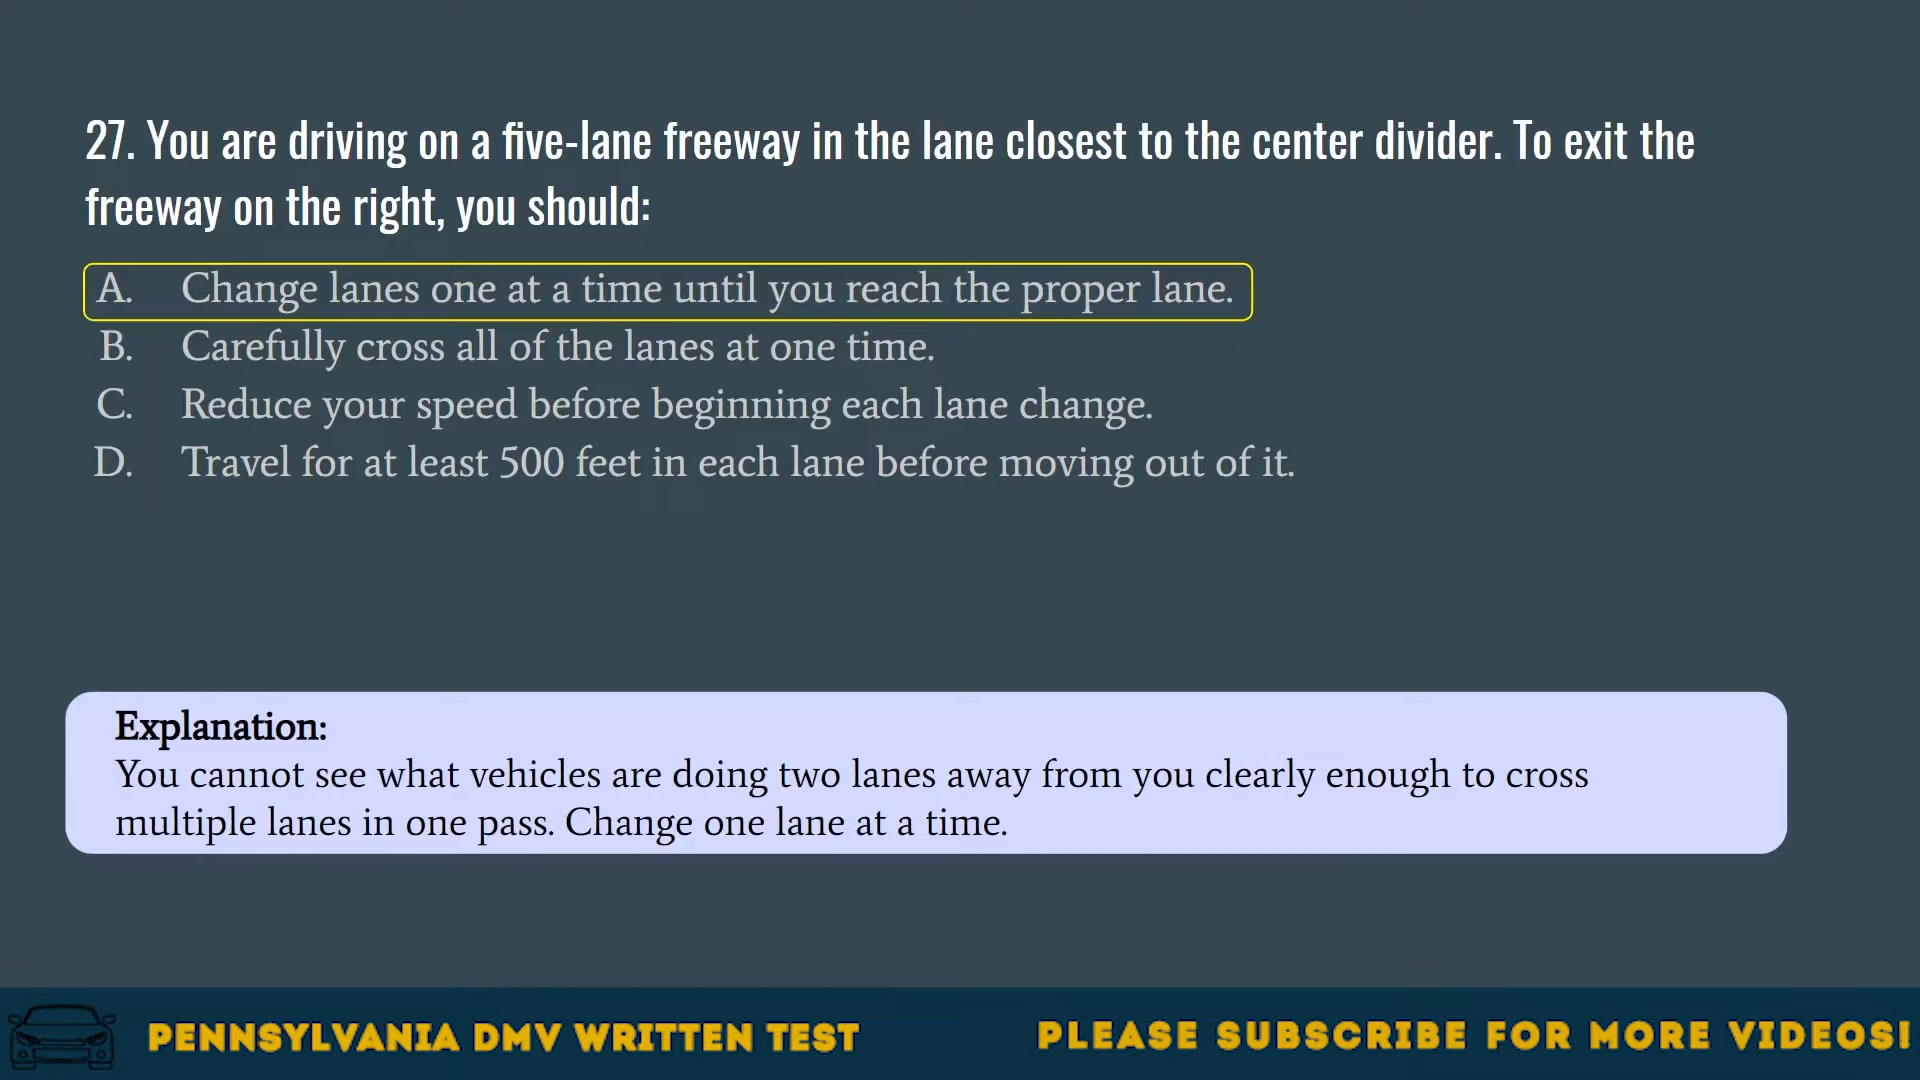 27. You are driving on a five-lane freeway in the lane closest to the center divider. To exit the
freeway on the right, you should:
A. Change lanes one at a time until you reach the proper lane.
B. Carefully cross all of the lanes at one time.
C. Reduce your speed before beginning each lane change.
D. Travel for at least 500 feet in each lane before moving out of it.
Explanation:
You cannot see what vehicles are doing two lanes away from you clearly enough to cross
multiple lanes in one pass. Change one lane at a time.
PENNSYLVANIA DMV WRITTEN TEST
PLEASE SUBSCRIBE FOR MORE VIDEOS!